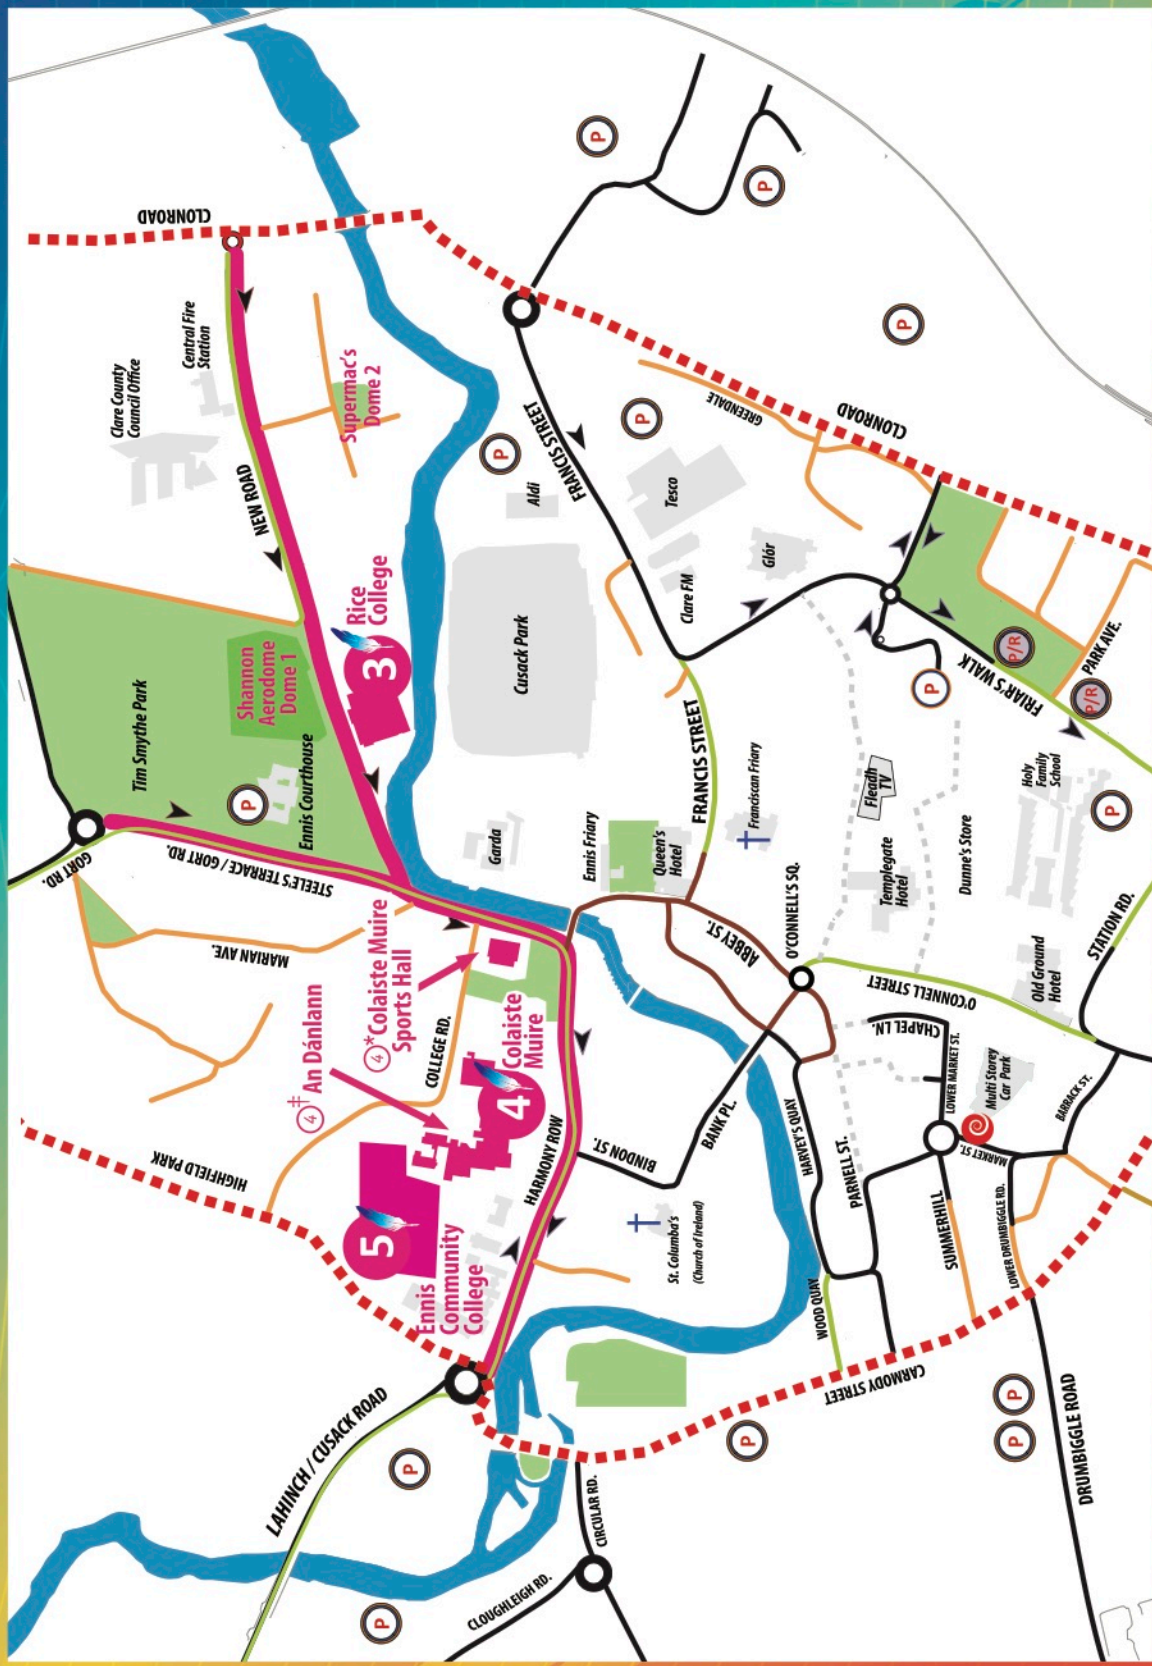 CLONROAD
Central Fire
Station
Clare County
Council Office
Supermac's
Dome 2
NEW ROAD
P
P
P
P
P
FRANCIS STREET
GREENDALE
CLONROAD
Aldi
Tesco
Glór
Clare FM
Rice
College
3
Cusack Park
Shannon
Aerodome
Dome 1
Tim Smythe Park
Ennis Courthouse
P
GORT RD.
STEELE'S TERRACE / GORT RD.
MARIAN AVE.
Garda
Ennis Friary
Queen's
Hotel
FRANCIS STREET
Franciscan Friary
P
P/R
P/R
FRIAR'S WALK
PARK AVE.
Fleadh
TV
Holy
Family
School
P
Templegate
Hotel
Dunne's Store
ABBEY ST.
O'CONNELL'S SQ.
O'CONNELL STREET
Old Ground
Hotel
STATION RD.
4 * Colaiste Muire
Sports Hall
4 ‡ An Dánlann
COLLEGE RD.
Colaiste
Muire
4
HIGHFIELD PARK
5
Ennis
Community
College
HARMONY ROW
BINDON ST.
BANK PL.
HARVEY'S QUAY
PARNELL ST.
CHAPEL LN.
LOWER MARKET ST.
Multi Storey
Car Park
BARRACK ST.
MARKET ST.
LOWER DRUMBIGGLE RD.
SUMMERHILL
St. Columba's
(Church of Ireland)
WOOD QUAY
CARMODY STREET
LAHINCH / CUSACK ROAD
P
P
P
P
P
DRUMBIGGLE ROAD
CIRCULAR RD.
CLOUGHLEIGH RD.